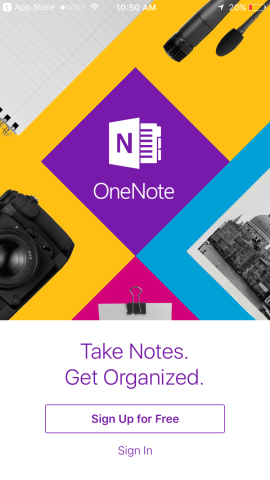 App Store 10:50 AM 20%
N
OneNote
Take Notes.
Get Organized.
Sign Up for Free
Sign In